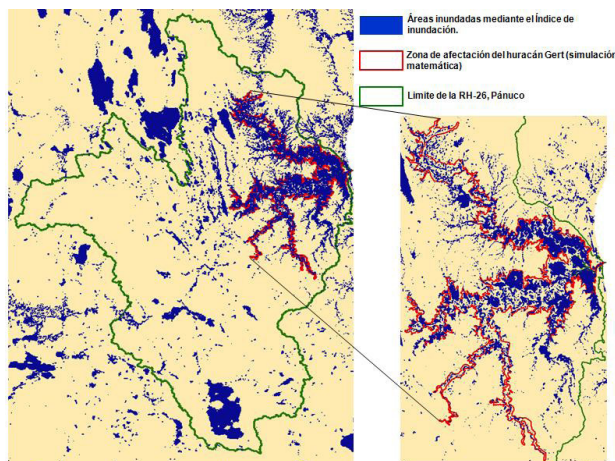 Áreas inundadas mediante el Índice de
inundación.
Zona de afectación del huracán Gert (simulación
matemática)
Limite de la RH-26, Pánuco